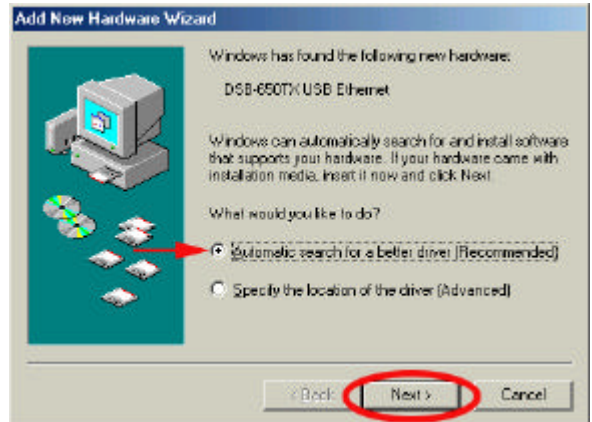 Add New Hardware Wizard
Windows has found the following new hardware:
DSB-650TX USB Ethernet
Windows can automatically search for and install software
that supports your hardware. If your hardware came with
installation media, insert it now and click Next.
What would you like to do?
Automatic search for a better driver (Recommended)
Specify the location of the driver (Advanced)
< Back
Next >
Cancel